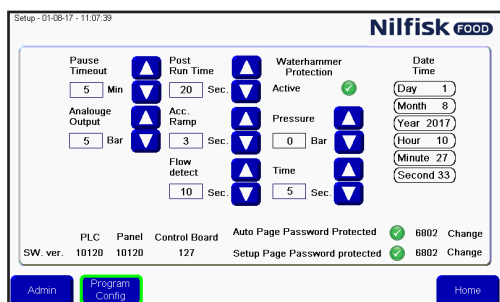 Setup - 01-08-17 - 11:07:39
Nilfisk FOOD
Pause Timeout
5 Min
Post Run Time
20 Sec.
Waterhammer Protection
Active
Date Time
Day 1
Month 8
Year 2017
Hour 10
Minute 27
Second 33
Analouge Output
5 Bar
Acc. Ramp
3 Sec.
Pressure
0 Bar
Flow detect
10 Sec.
Time
5 Sec.
PLC Panel Control Board
SW. ver. 10120 10120 127
Auto Page Password Protected 6802 Change
Setup Page Password protected 6802 Change
Admin
Program Config
Home